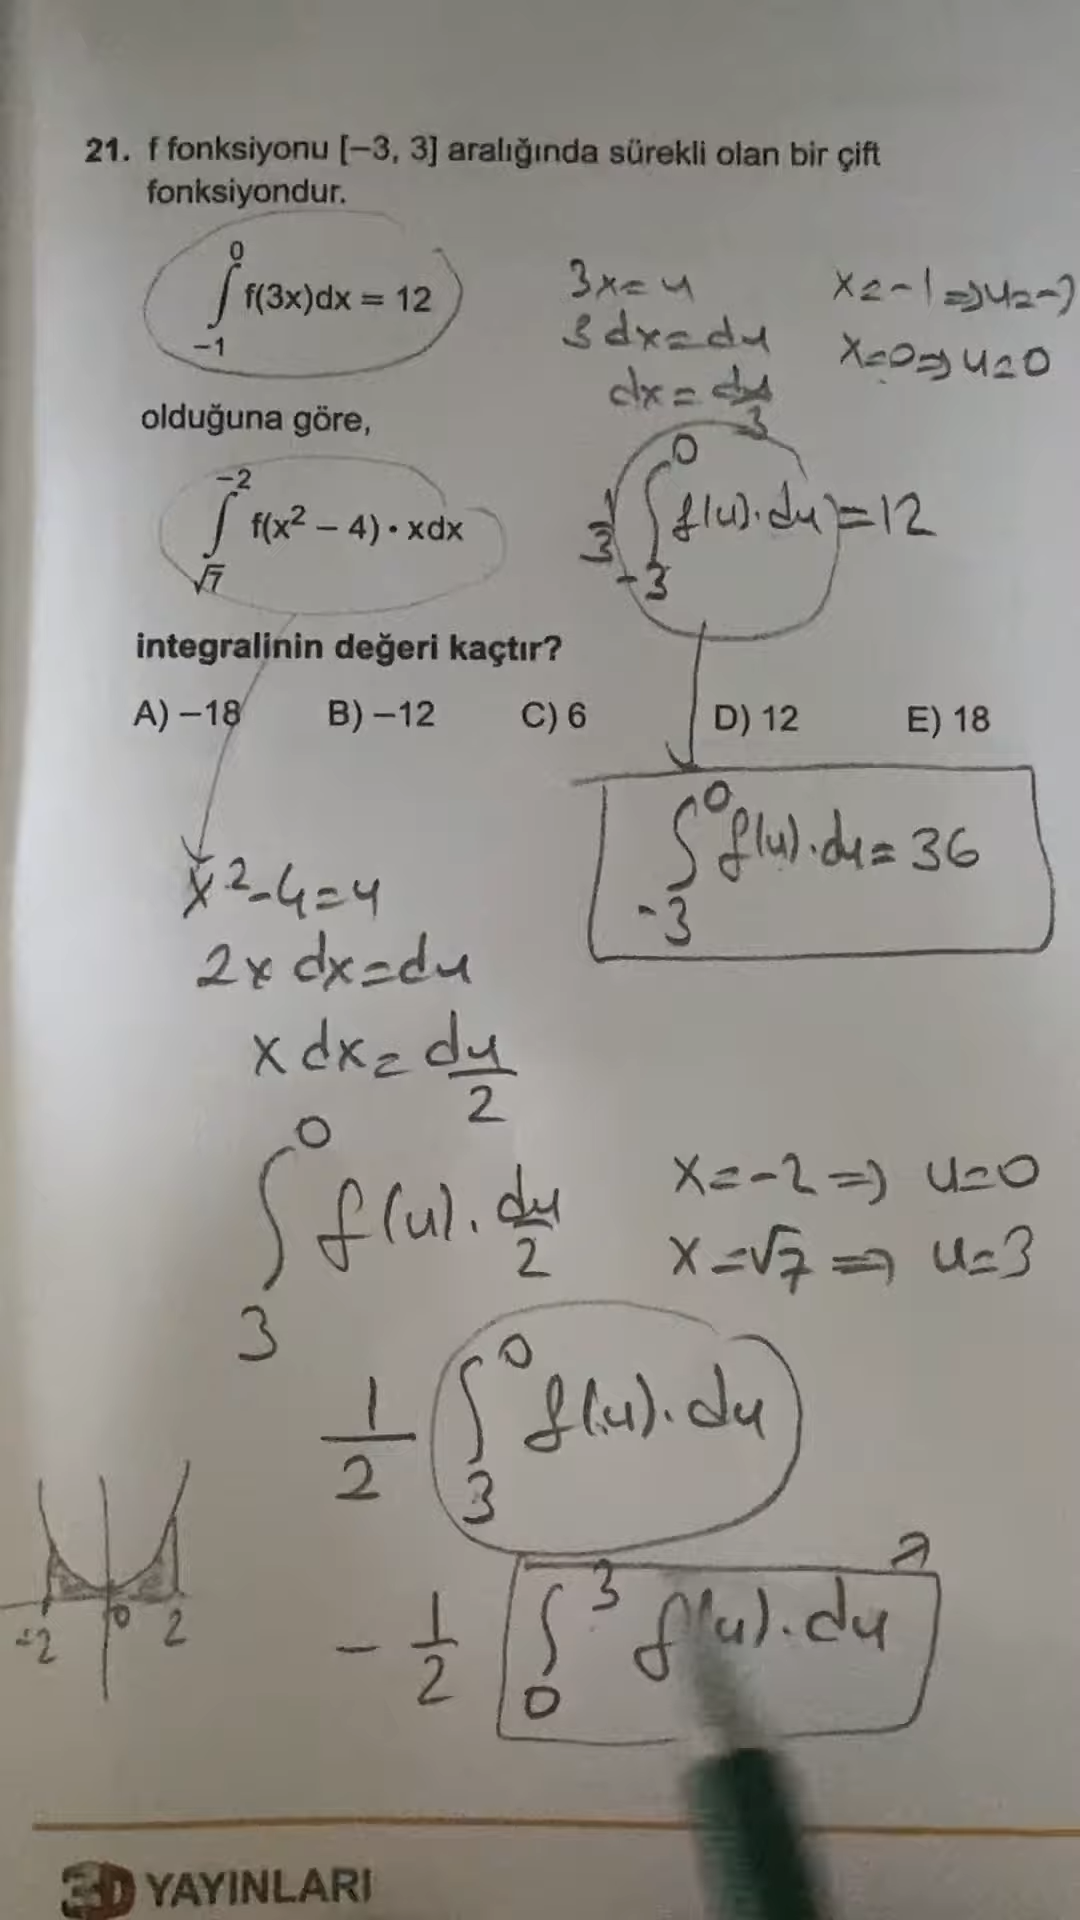 21. f fonksiyonu [−3, 3] aralığında sürekli olan bir çift
fonksiyondur.
0
∫ f(3x)dx = 12
−1
3x=u
3dx=du
dx=du/3
x=-1⇒u=-3
x=0⇒u=0
olduğuna göre,
−2
∫ f(x² − 4) • xdx
√7
0
1/3 ∫ f(u).du=12
-3
integralinin değeri kaçtır?
A) −18 B) −12 C) 6 D) 12 E) 18
0
∫ f(u).du=36
-3
x²-4=u
2x dx=du
x dx=du/2
0
∫ f(u).du/2
3
x=-2⇒ u=0
x=√7⇒ u=3
0
1/2 ∫ f(u).du
3
3
-1/2 ∫ f(u).du
0
-2 0 2
3D YAYINLARI